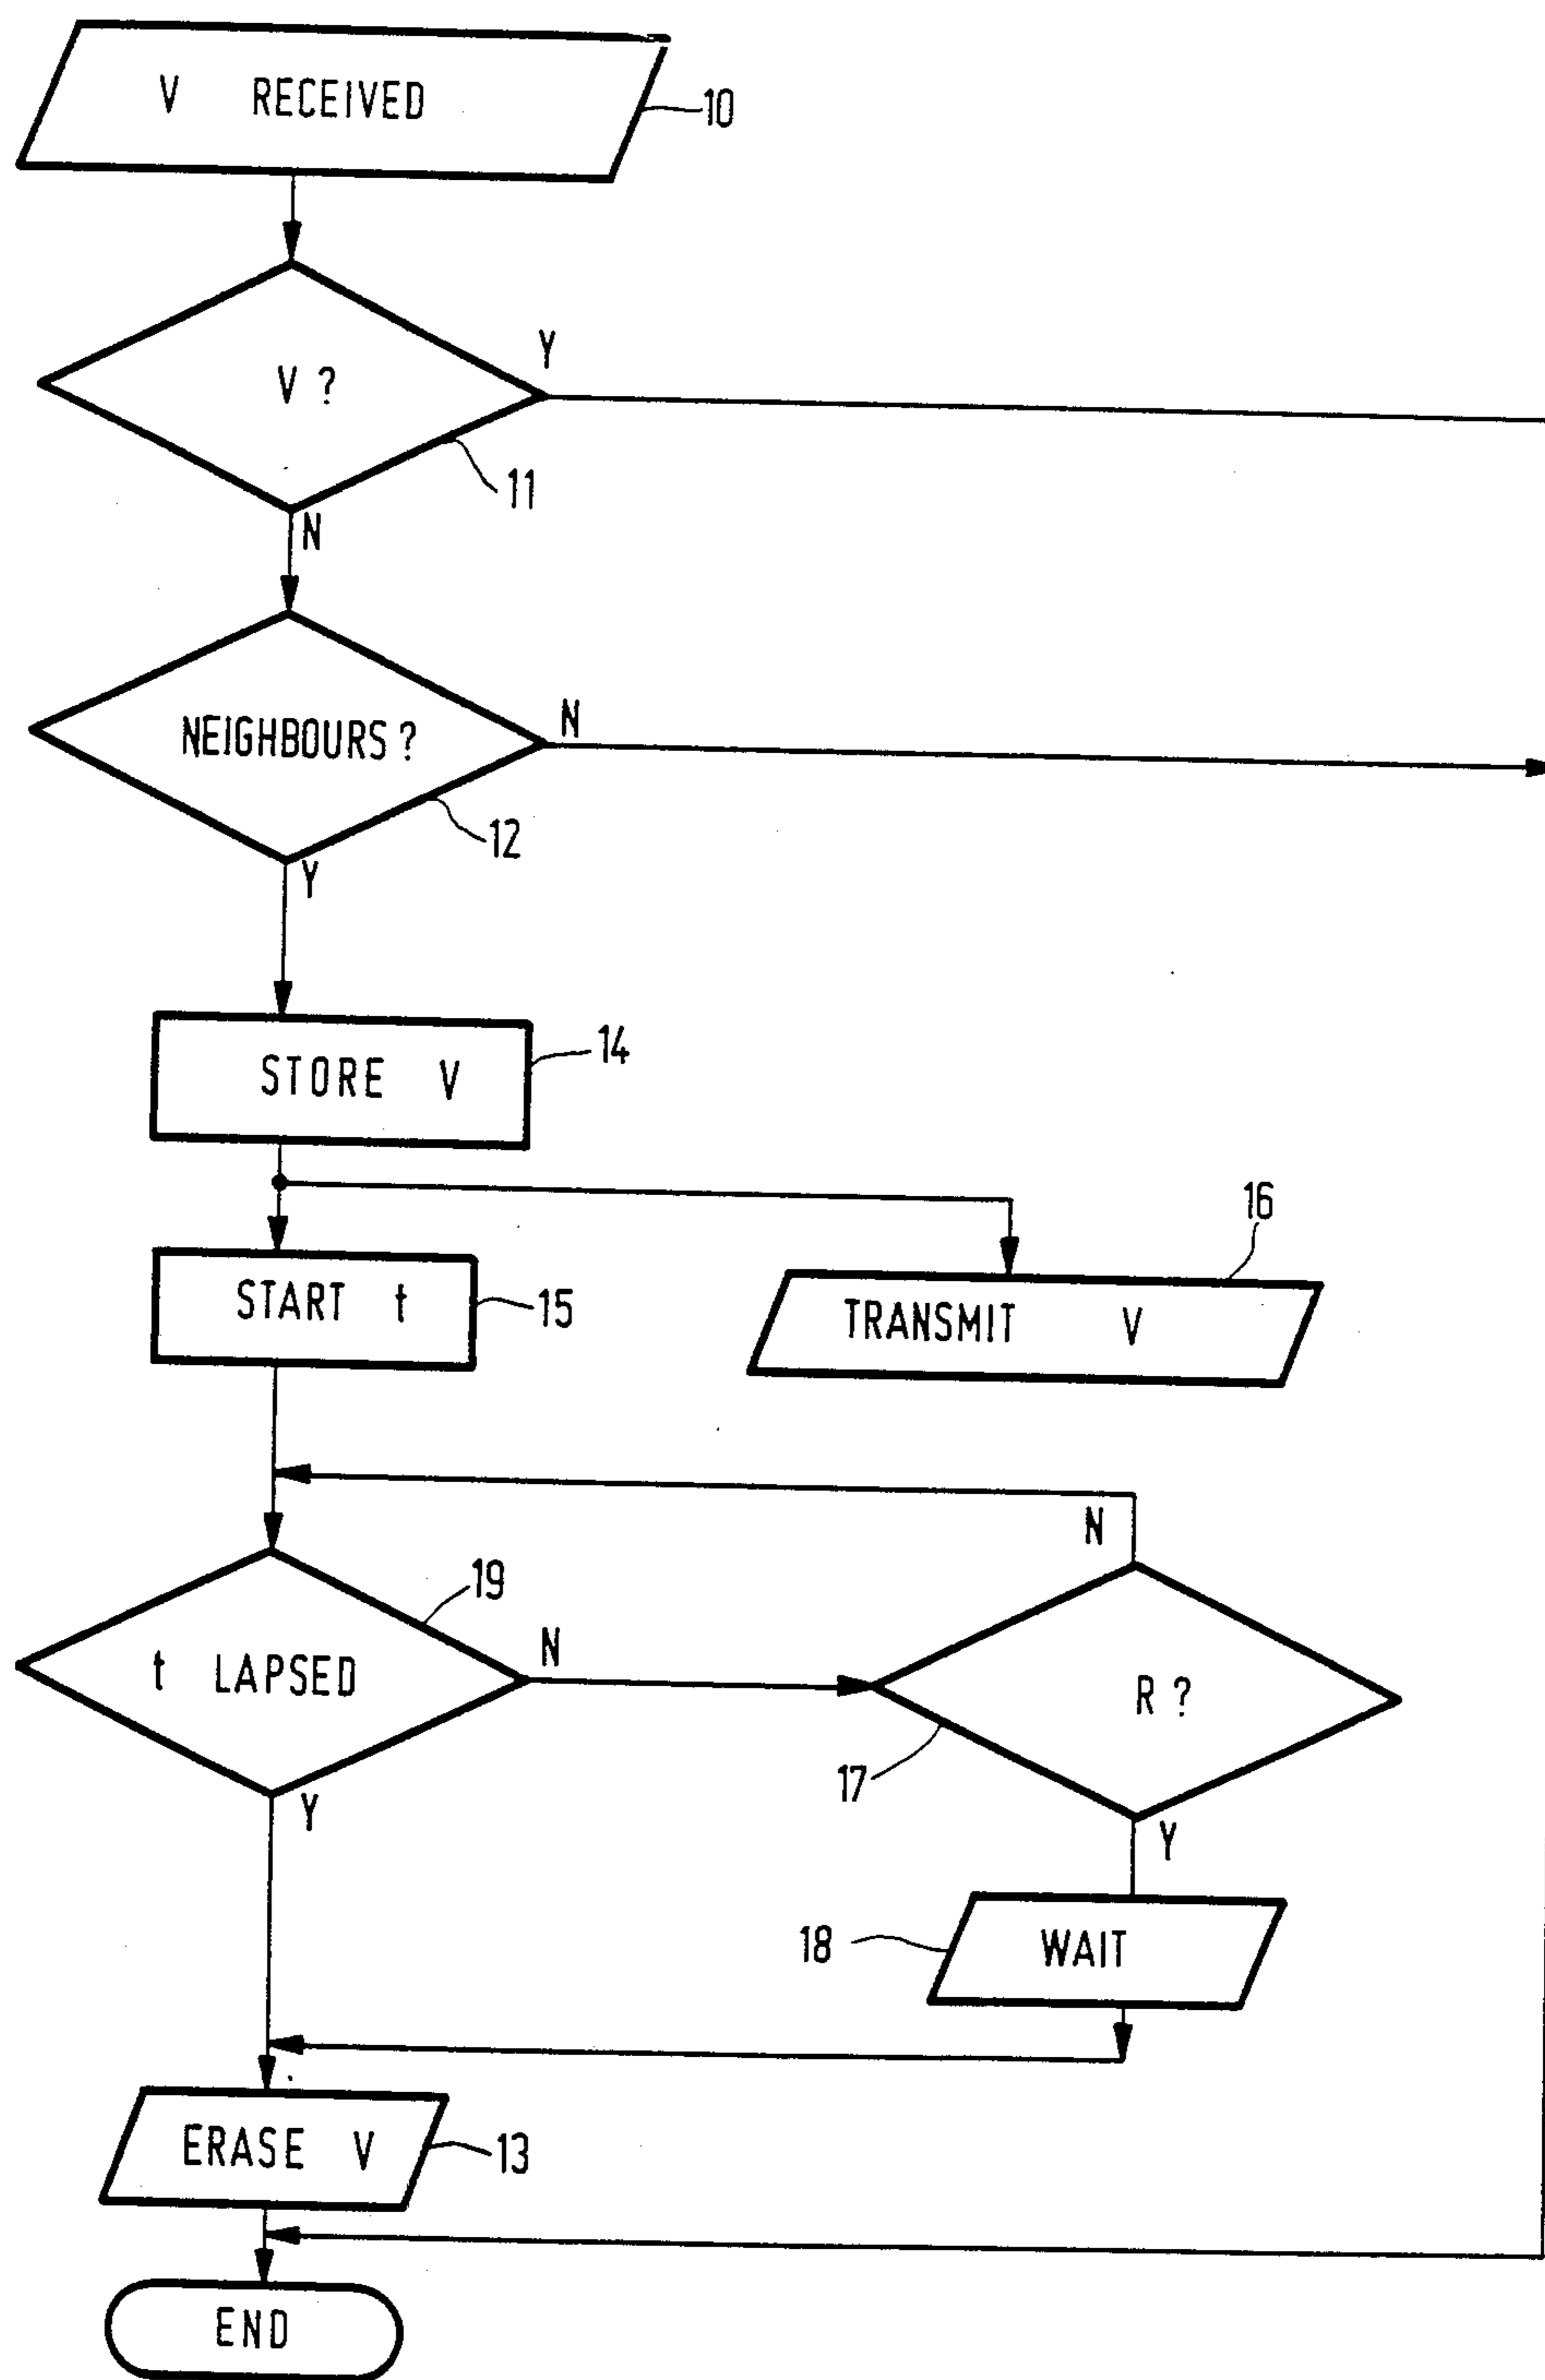 V RECEIVED
10
Y
V ?
11
N
N
NEIGHBOURS ?
12
Y
14
STORE V
16
START t
15
TRANSMIT V
N
19
N
t LAPSED
R ?
17
Y
Y
18
WAIT
ERASE V
13
END